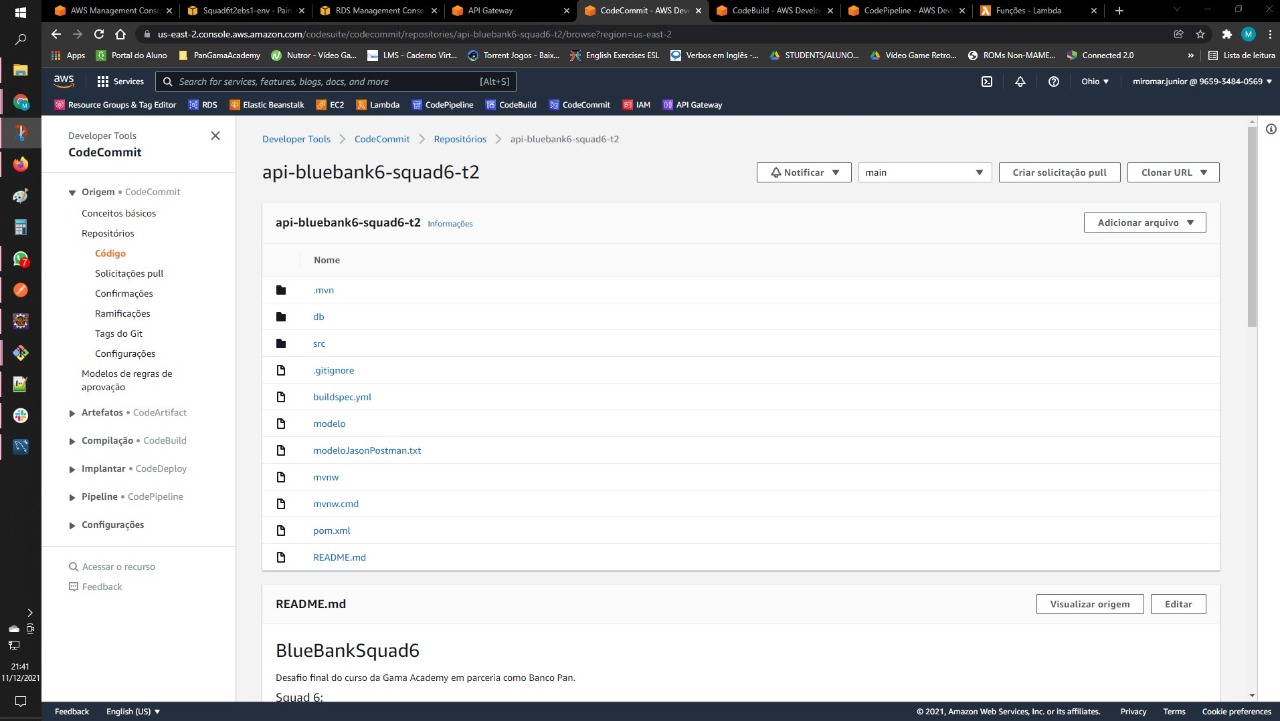 AWS Management Conso
Squad6t2ebs1-env - Pain
RDS Management Conso
API Gateway
CodeCommit - AWS Deve
CodeBuild - AWS Develo
CodePipeline - AWS Dev
Funções - Lambda
us-east-2.console.aws.amazon.com/codesuite/codecommit/repositories/api-bluebank6-squad6-t2/browse?region=us-east-2
M
Apps
Portal do Aluno
PanGamaAcademy
Nutror - Vídeo Ga...
LMS - Caderno Virt...
Torrent Jogos - Baix...
English Exercises ESL
Verbos em Inglês -...
STUDENTS/ALUNO...
Video Game Retro...
ROMs Non-MAME...
Connected 2.0
Lista de leitura
aws
Services
Search for services, features, blogs, docs, and more
[Alt+S]
Ohio
miromar.junior @ 9659-3484-0569
Resource Groups & Tag Editor
RDS
Elastic Beanstalk
EC2
Lambda
CodePipeline
CodeBuild
CodeCommit
IAM
API Gateway
Developer Tools
CodeCommit
Origem • CodeCommit
Conceitos básicos
Repositórios
Código
Solicitações pull
Confirmações
Ramificações
Tags do Git
Configurações
Modelos de regras de
aprovação
Artefatos • CodeArtifact
Compilação • CodeBuild
Implantar • CodeDeploy
Pipeline • CodePipeline
Configurações
Acessar o recurso
Feedback
Developer Tools
CodeCommit
Repositórios
api-bluebank6-squad6-t2
api-bluebank6-squad6-t2
Notificar
main
Criar solicitação pull
Clonar URL
api-bluebank6-squad6-t2
Informações
Adicionar arquivo
Nome
.mvn
db
src
.gitignore
buildspec.yml
modelo
modeloJasonPostman.txt
mvnw
mvnw.cmd
pom.xml
README.md
README.md
Visualizar origem
Editar
BlueBankSquad6
Desafio final do curso da Gama Academy em parceria como Banco Pan.
Squad 6:
7
21:41
11/12/2021
Feedback
English (US)
© 2021, Amazon Web Services, Inc. or its affiliates.
Privacy
Terms
Cookie preferences